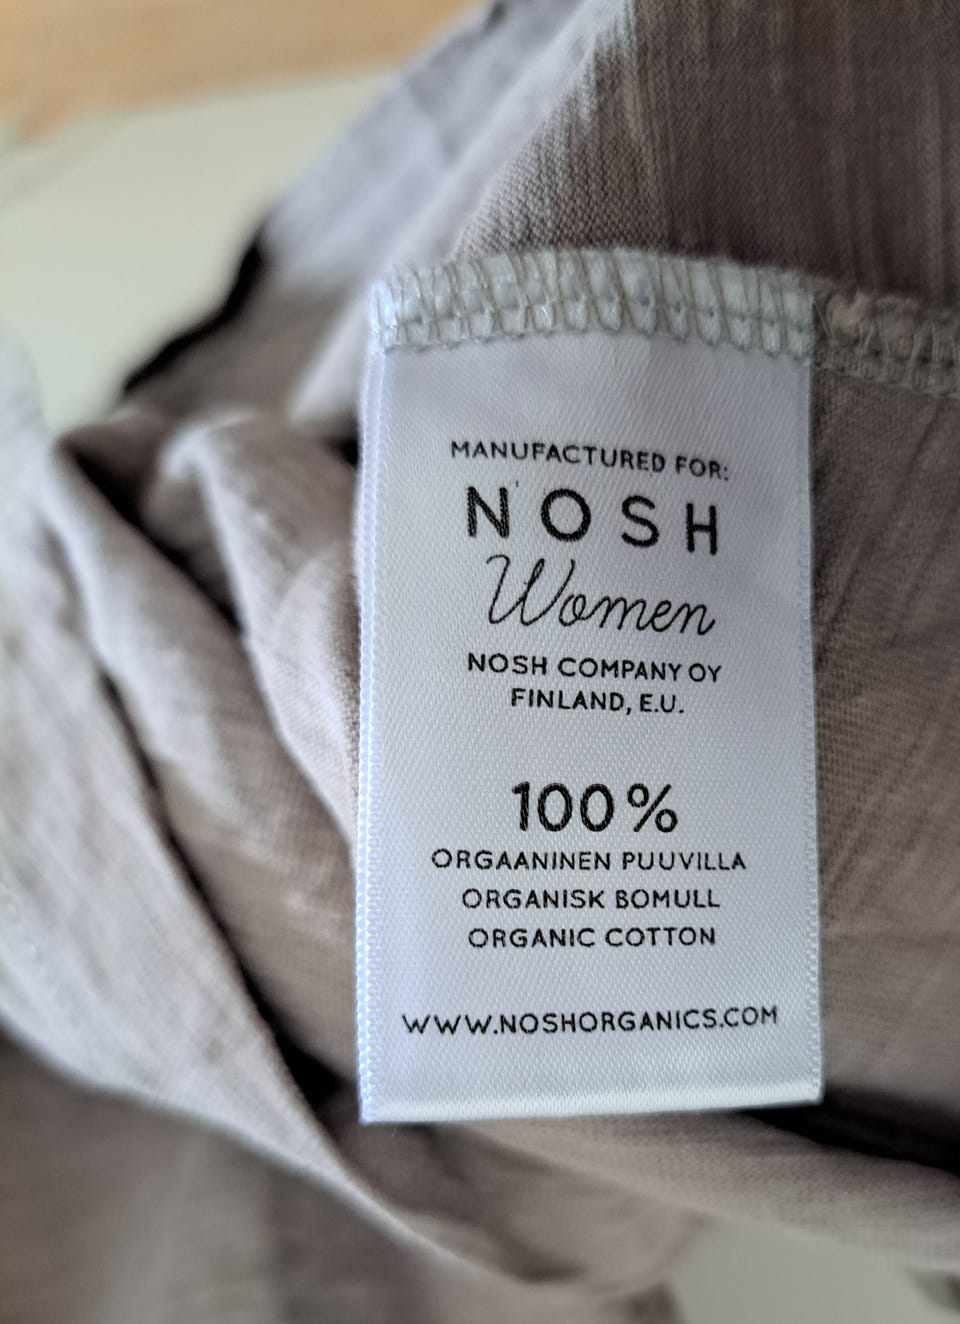 MANUFACTURED FOR:
NOSH
Women
NOSH COMPANY OY
FINLAND, E.U.
100%
ORGAANINEN PUUVILLA
ORGANISK BOMULL
ORGANIC COTTON
WWW.NOSHORGANICS.COM